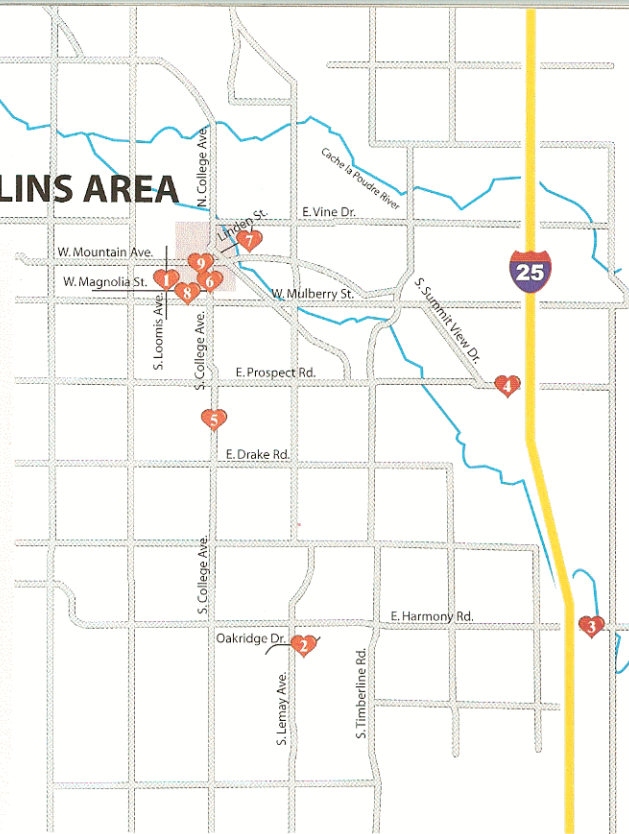 N. College Ave.
Cache la Poudre River
LINS AREA
Linden St.
E. Vine Dr.
7
W. Mountain Ave.
9
25
W. Magnolia St.
1
6
8
W. Mulberry St.
S. Summit View Dr.
S. Loomis Ave.
S. College Ave.
E. Prospect Rd.
4
5
E. Drake Rd.
S. College Ave.
E. Harmony Rd.
3
Oakridge Dr.
2
S. Lemay Ave.
S. Timberline Rd.